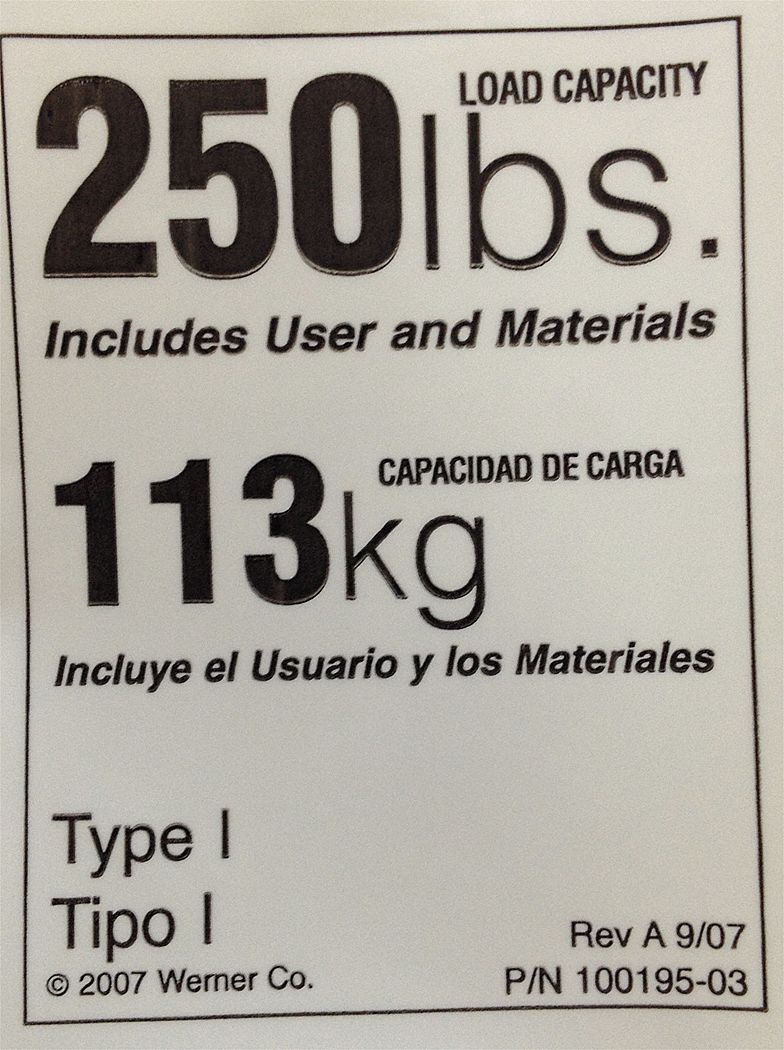 LOAD CAPACITY
250lbs.
Includes User and Materials
CAPACIDAD DE CARGA
113kg
Incluye el Usuario y los Materiales
Type I
Tipo I
Rev A 9/07
© 2007 Werner Co.
P/N 100195-03